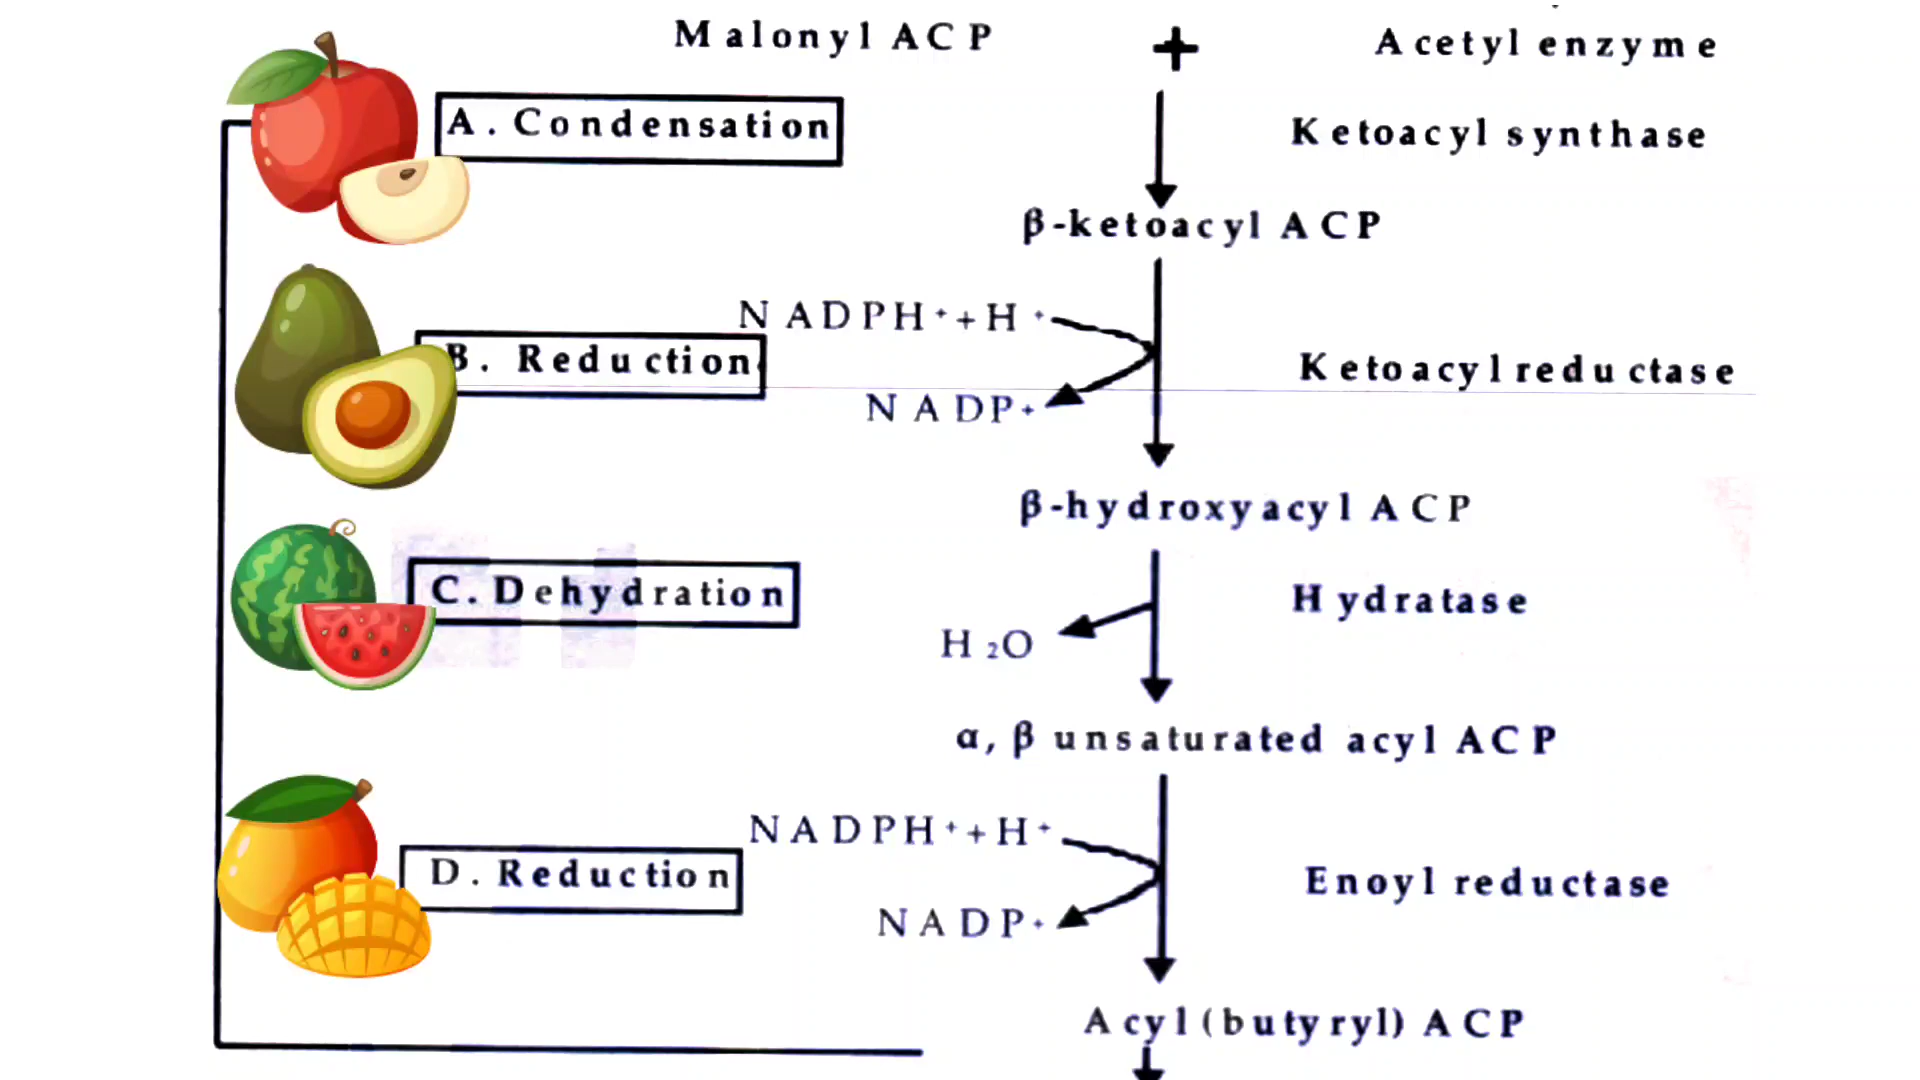 Malonyl ACP + Acetyl enzyme
A. Condensation
Ketoacyl synthase
β-ketoacyl ACP
NADPH⁺+H⁺
B. Reduction
Ketoacyl reductase
NADP⁺
β-hydroxyacyl ACP
C. Dehydration
Hydratase
H₂O
α, β unsaturated acyl ACP
NADPH⁺+H⁺
D. Reduction
Enoyl reductase
NADP⁺
Acyl (butyryl) ACP